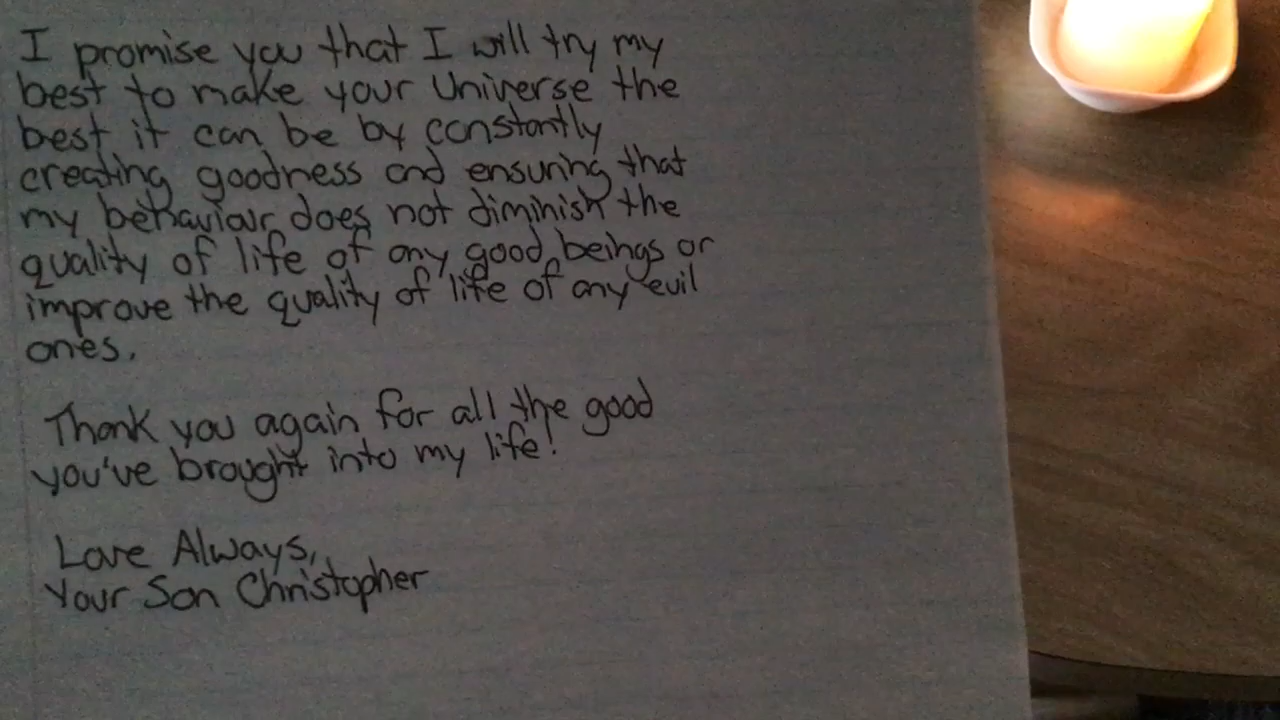 I promise you that I will try my
best to make your Universe the
best it can be by constantly
creating goodness and ensuring that
my behaviour does not diminish the
quality of life of any good beings or
improve the quality of life of any evil
ones.
Thank you again for all the good
you've brought into my life!
Love Always,
Your Son Christopher